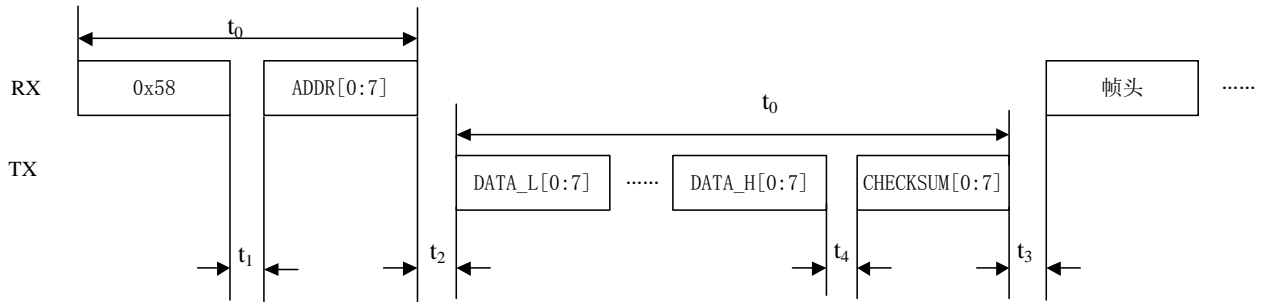 t0
RX 0x58 ADDR[0:7] 帧头 ······
t0
TX DATA_L[0:7] ······ DATA_H[0:7] CHECKSUM[0:7]
t1 t2 t4 t3